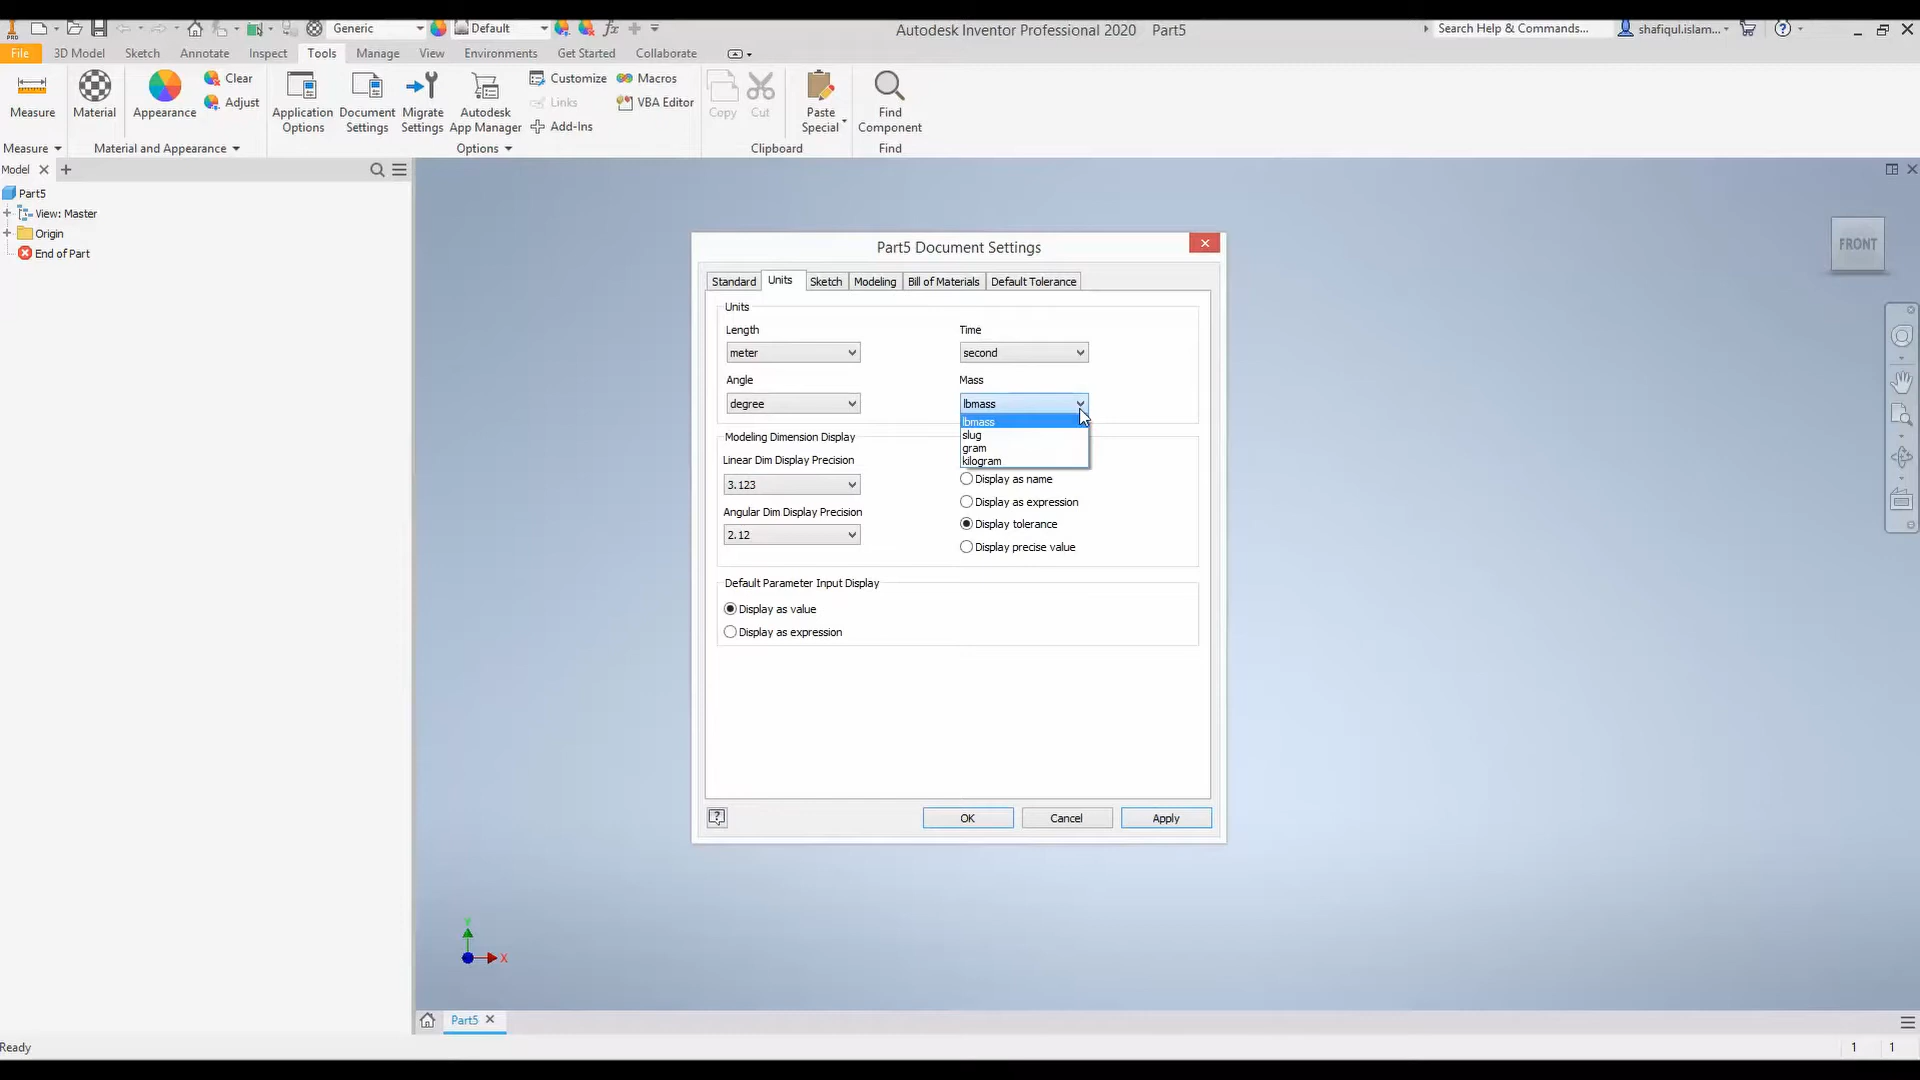 Generic
Default
fx
Autodesk Inventor Professional 2020 Part5
Search Help & Commands...
shafiqul.islam...
File 3D Model Sketch Annotate Inspect Tools Manage View Environments Get Started Collaborate
Measure
Material
Appearance
Clear
Adjust
Application Options
Document Settings
Migrate Settings
Autodesk App Manager
Customize
Links
Add-Ins
Macros
VBA Editor
Copy
Cut
Paste Special
Find Component
Measure
Material and Appearance
Options
Clipboard
Find
Model
Part5
View: Master
Origin
End of Part
FRONT
Part5 Document Settings
Standard Units Sketch Modeling Bill of Materials Default Tolerance
Units
Length Time
meter second
Angle Mass
degree lbmass
lbmass
slug
gram
kilogram
Modeling Dimension Display
Linear Dim Display Precision
3.123
Angular Dim Display Precision
2.12
Display as name
Display as expression
Display tolerance
Display precise value
Default Parameter Input Display
Display as value
Display as expression
?
OK Cancel Apply
Y
X
Part5
Ready
1 1